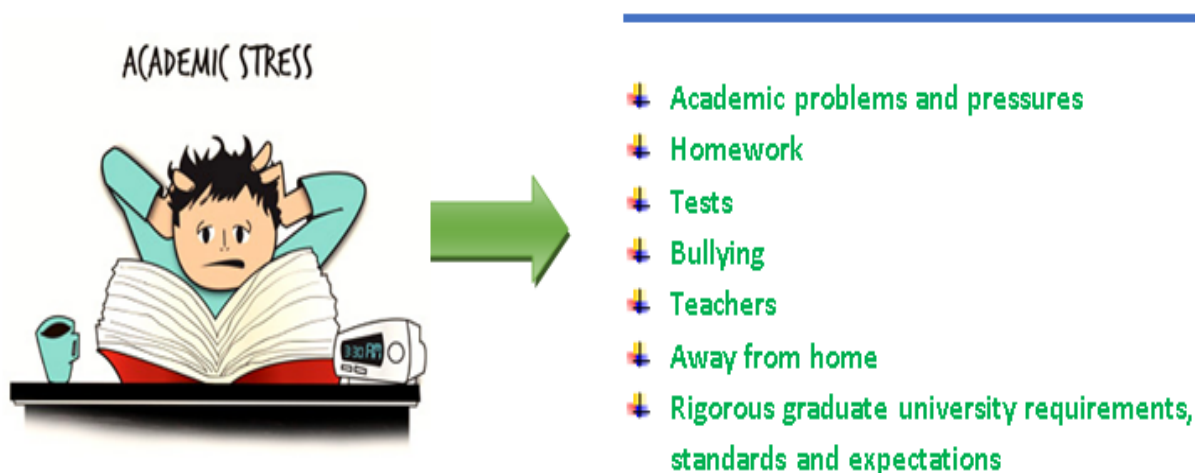 ACADEMIC STRESS
3:30 AM
Academic problems and pressures
Homework
Tests
Bullying
Teachers
Away from home
Rigorous graduate university requirements,
standards and expectations